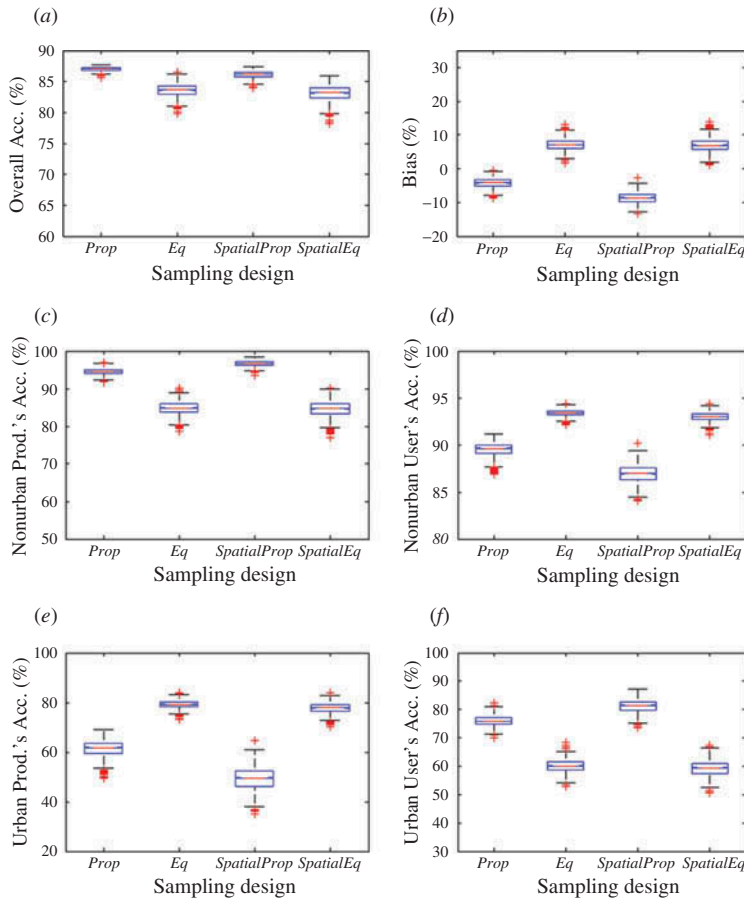 (a)
90
85
80
75
70
65
60
Overall Acc. (%)
Prop Eq SpatialProp SpatialEq
Sampling design
(b)
30
20
10
0
−10
−20
Bias (%)
Prop Eq SpatialProp SpatialEq
Sampling design
(c)
100
90
80
70
60
50
Nonurban Prod.'s Acc. (%)
Prop Eq SpatialProp SpatialEq
Sampling design
(d)
100
95
90
85
80
Nonurban User's Acc. (%)
Prop Eq SpatialProp SpatialEq
Sampling design
(e)
100
80
60
40
20
Urban Prod.'s Acc. (%)
Prop Eq SpatialProp SpatialEq
Sampling design
(f)
100
90
80
70
60
50
40
30
Urban User's Acc. (%)
Prop Eq SpatialProp SpatialEq
Sampling design